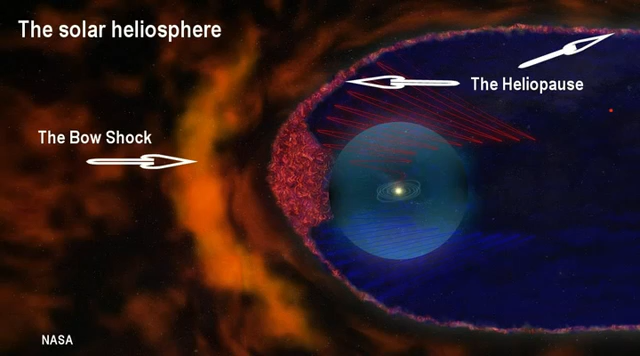 The solar heliosphere
The Heliopause
The Bow Shock
NASA